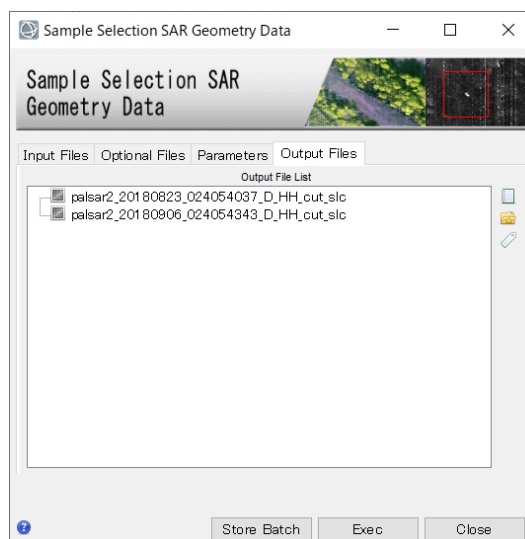 Sample Selection SAR Geometry Data
Sample Selection SAR
Geometry Data
Input Files Optional Files Parameters Output Files
Output File List
palsar2_20180823_024054037_D_HH_cut_slc
palsar2_20180906_024054343_D_HH_cut_slc
?
Store Batch Exec Close